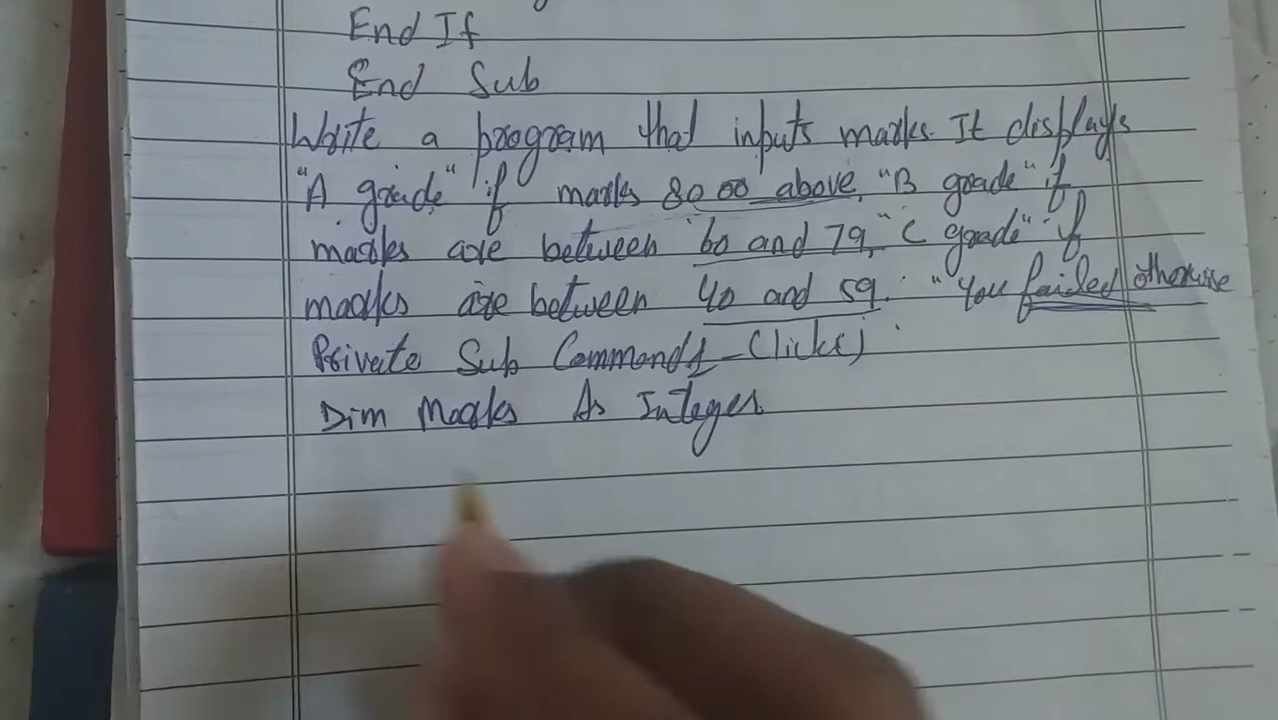 End If
End Sub
Write a program that inputs marks. It displays
"A grade" if marks 80 or above, "B grade" if
marks are between 60 and 79, "C grade" if
marks are between 40 and 59. "You failed otherwise
Private Sub Command1_Click()
Dim Marks As Integer